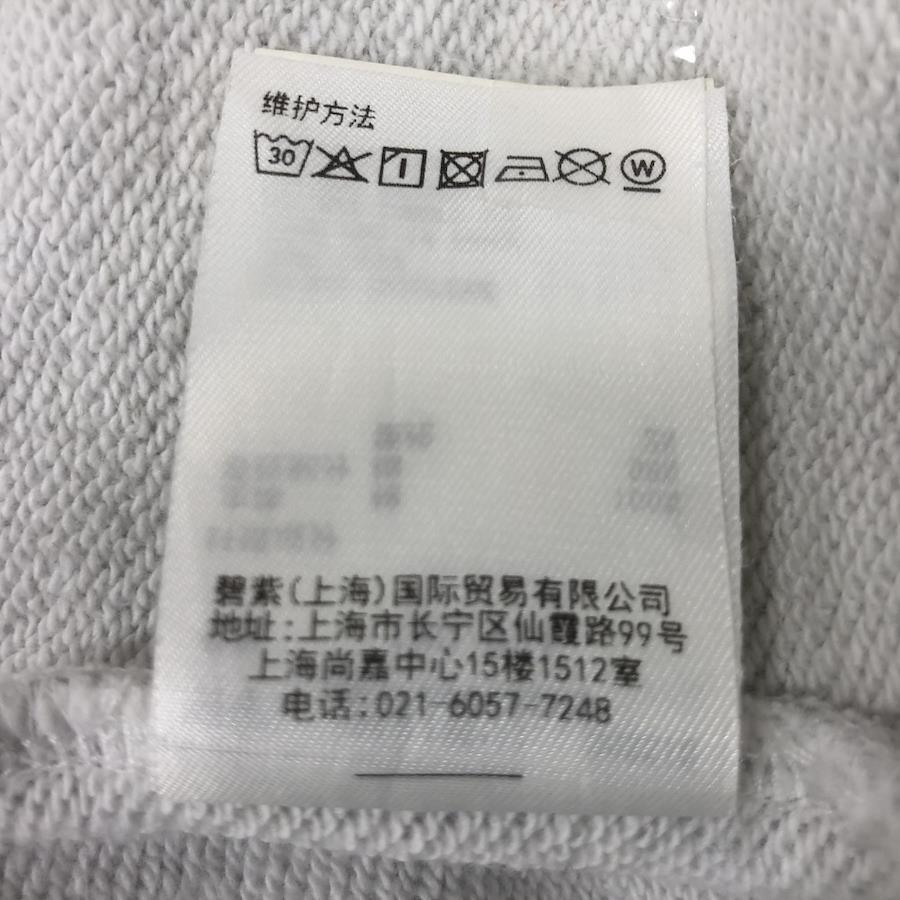 维护方法
30 W
碧紫(上海)国际贸易有限公司
地址:上海市长宁区仙霞路99号
上海尚嘉中心15楼1512室
电话:021-6057-7248